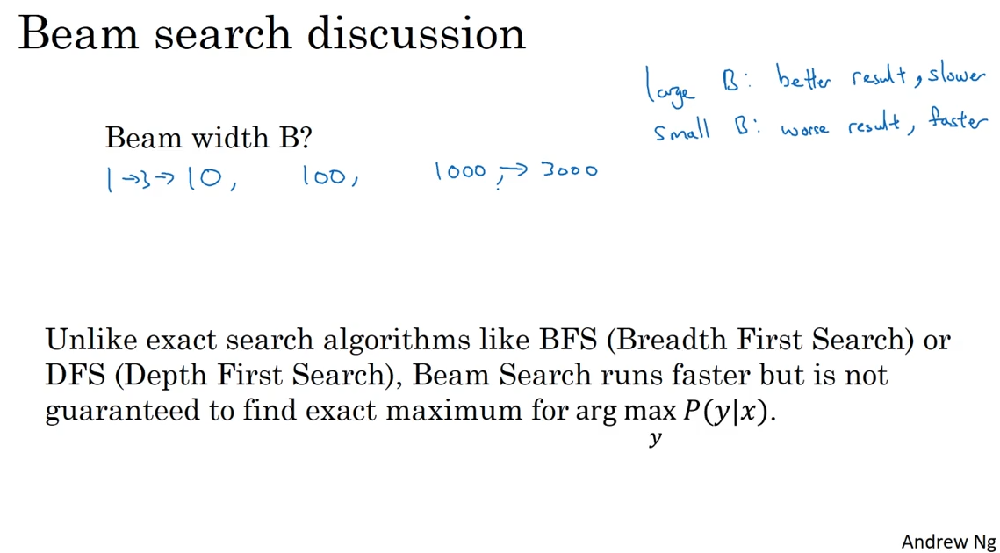 Beam search discussion
large B: better result, slower
small B: worse result, faster
Beam width B?
1 → 3 → 10, 100, 1000, → 3000
Unlike exact search algorithms like BFS (Breadth First Search) or
DFS (Depth First Search), Beam Search runs faster but is not
guaranteed to find exact maximum for arg max P(y|x).
y
Andrew Ng